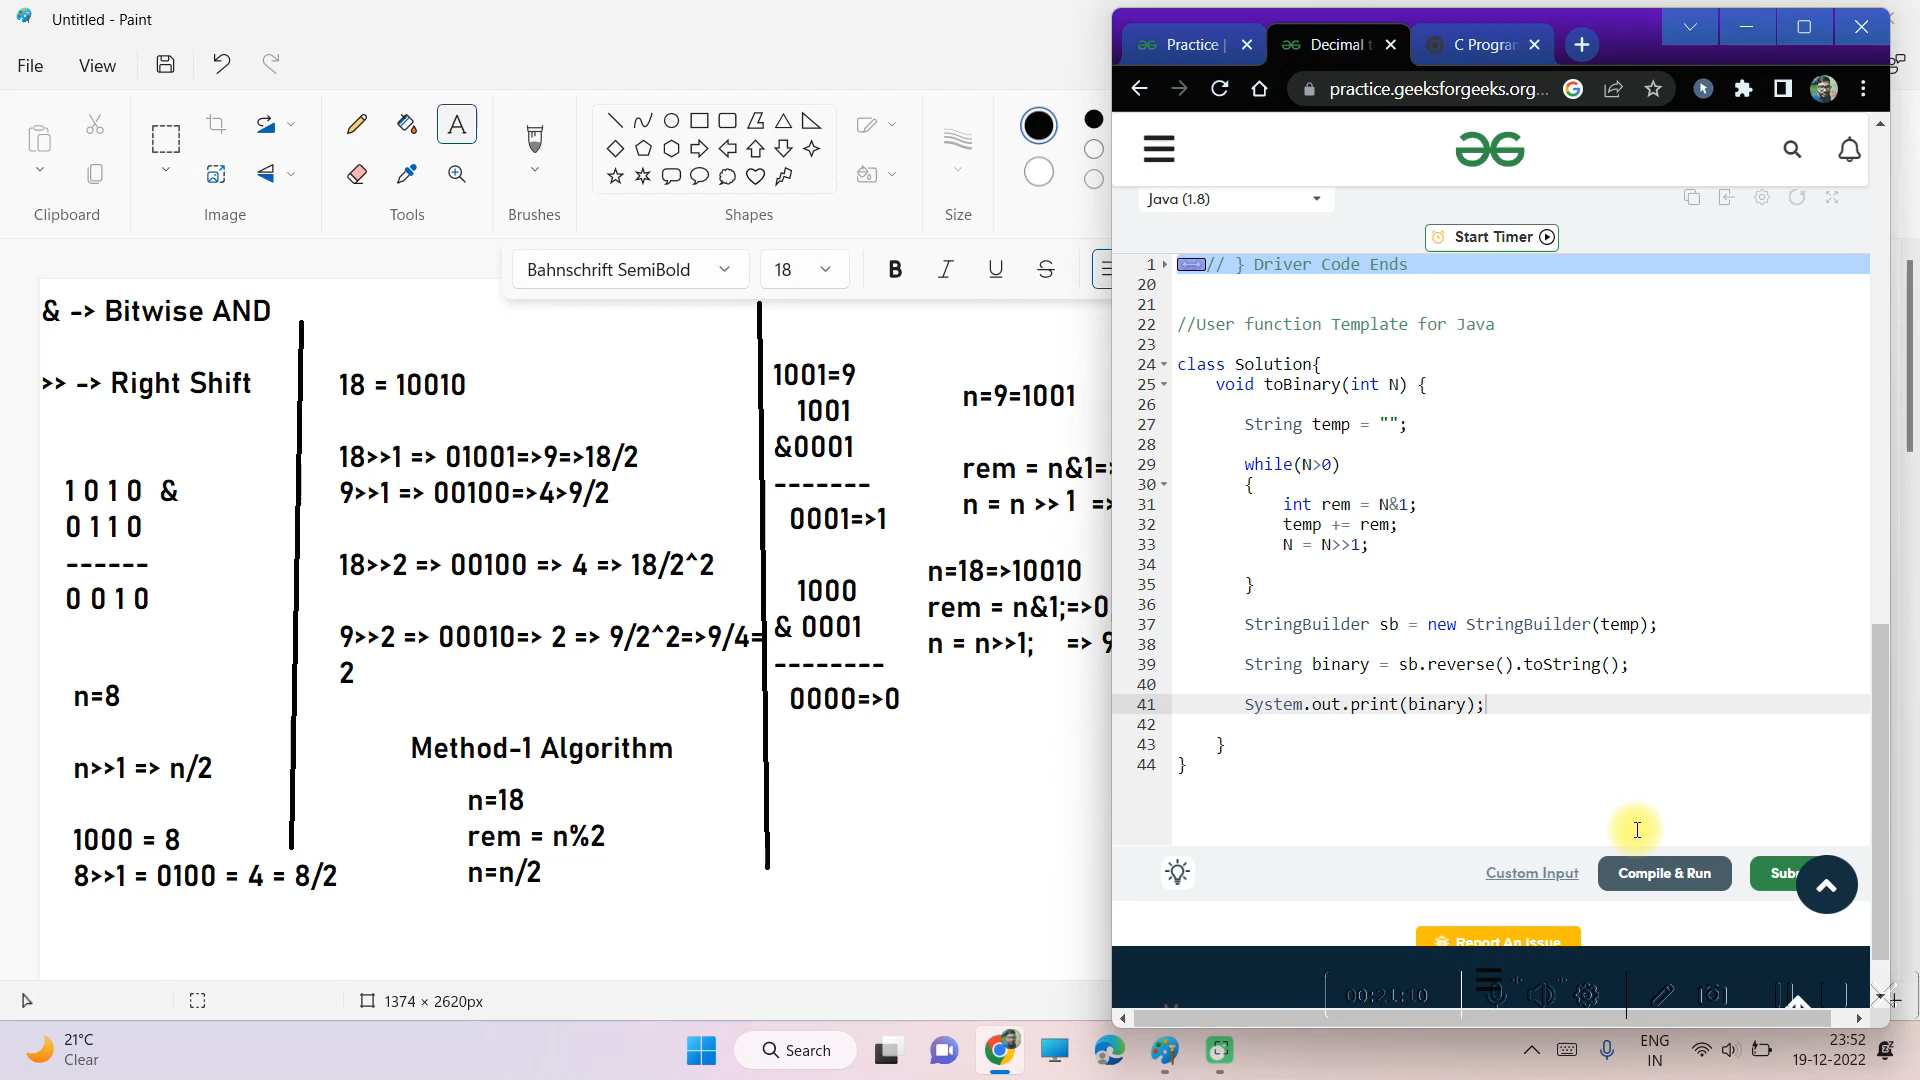 Untitled - Paint
File
View
Clipboard
Image
Tools
Brushes
Shapes
Size
Bahnschrift SemiBold
18
B
I
U
S
& -> Bitwise AND
>> -> Right Shift
1 0 1 0 &
0 1 1 0
------
0 0 1 0
n=8
n>>1 => n/2
1000 = 8
8>>1 = 0100 = 4 = 8/2
18 = 10010
18>>1 => 01001=>9=>18/2
9>>1 => 00100=>4>9/2
18>>2 => 00100 => 4 => 18/2^2
9>>2 => 00010=> 2 => 9/2^2=>9/4=
2
Method-1 Algorithm
n=18
rem = n%2
n=n/2
1001=9
1001
&0001
-------
0001=>1
1000
& 0001
--------
0000=>0
n=9=1001
rem = n&1=>
n = n >> 1 =>
n=18=>10010
rem = n&1;=>0
n = n>>1; => 9
1374 × 2620px
Practice |
Decimal t
C Progra
practice.geeksforgeeks.org...
Java (1.8)
Start Timer
1 // } Driver Code Ends
20
21
22 //User function Template for Java
23
24 class Solution{
25 void toBinary(int N) {
26
27 String temp = "";
28
29 while(N>0)
30 {
31 int rem = N&1;
32 temp += rem;
33 N = N>>1;
34
35 }
36
37 StringBuilder sb = new StringBuilder(temp);
38
39 String binary = sb.reverse().toString();
40
41 System.out.print(binary);
42
43 }
44 }
Custom Input
Compile & Run
Sub
Report An Issue
00:21:10
21°C
Clear
Search
ENG
IN
23:52
19-12-2022